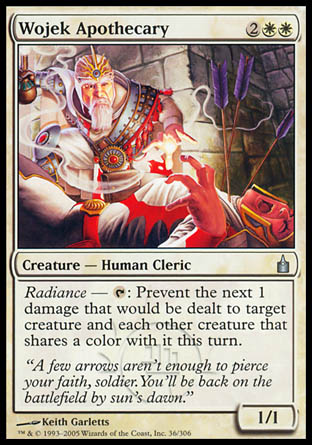 Wojek Apothecary 2
Creature — Human Cleric
Radiance — : Prevent the next 1
damage that would be dealt to target
creature and each other creature that
shares a color with it this turn.
“A few arrows aren’t enough to pierce
your faith, soldier. You’ll be back on the
battlefield by sun’s dawn.”
Keith Garletts
™ & © 1993–2005 Wizards of the Coast, Inc. 36/306
1/1